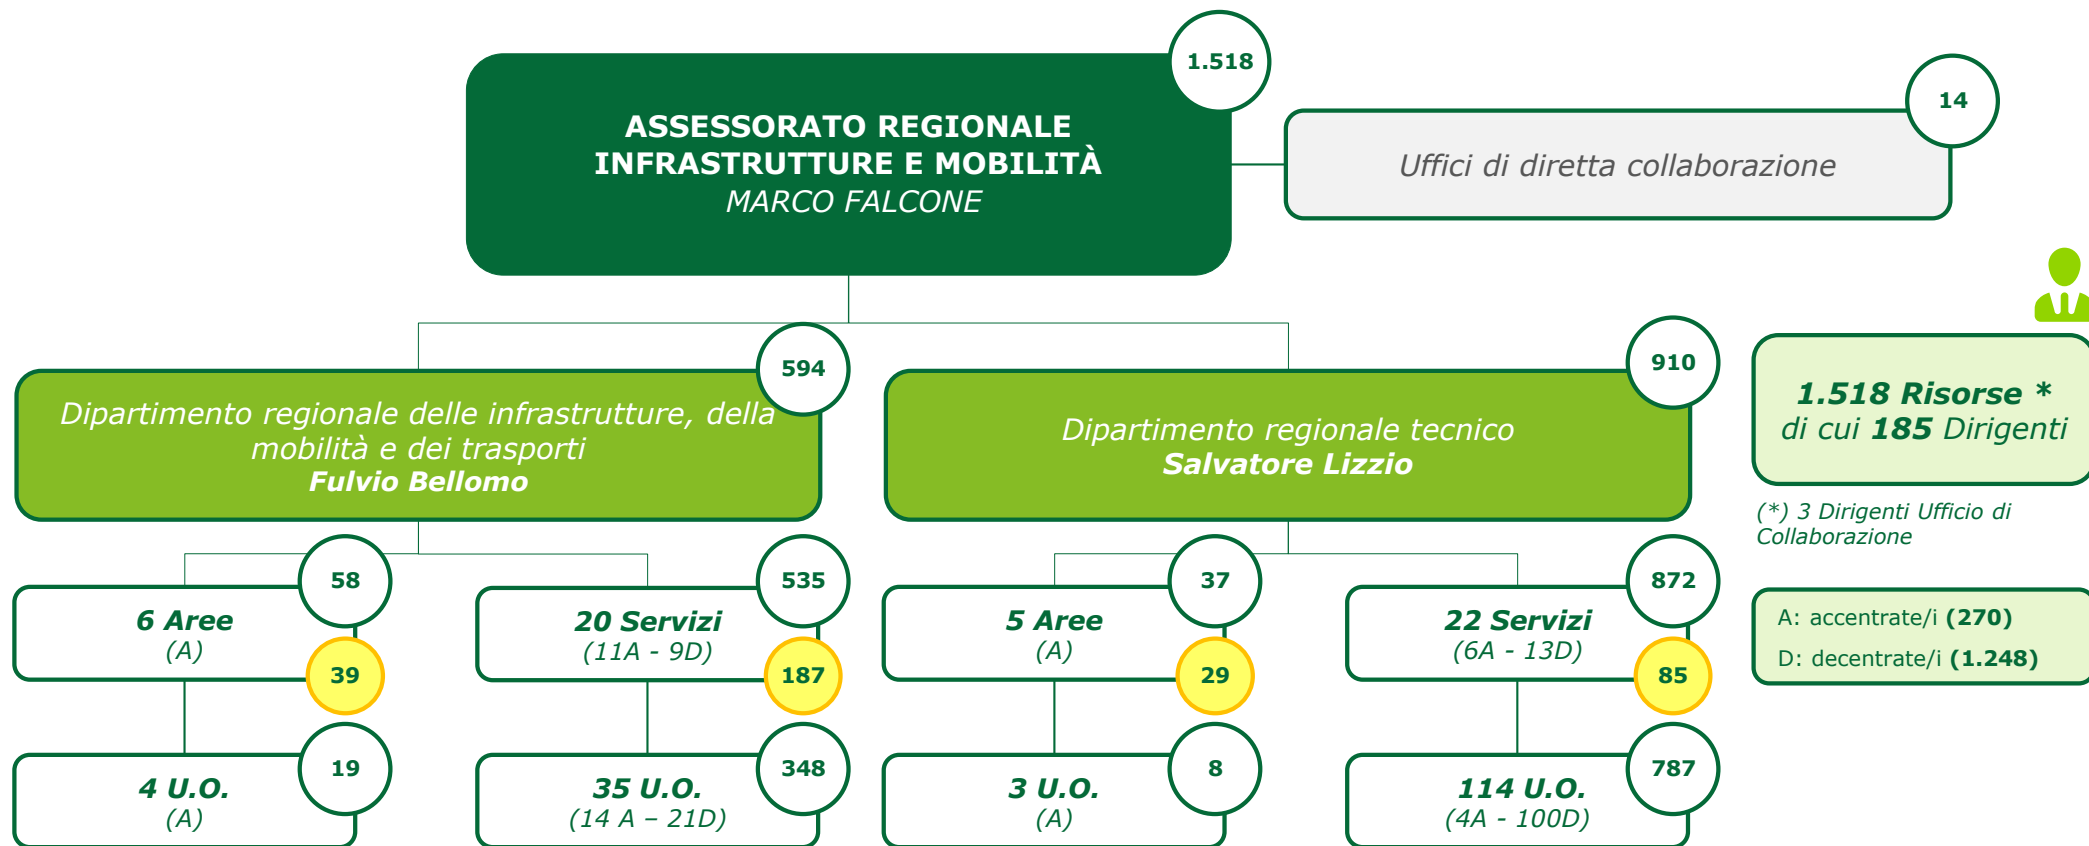 1.518
ASSESSORATO REGIONALE
INFRASTRUTTURE E MOBILITÀ
MARCO FALCONE
14
Uffici di diretta collaborazione
594
Dipartimento regionale delle infrastrutture, della
mobilità e dei trasporti
Fulvio Bellomo
910
Dipartimento regionale tecnico
Salvatore Lizzio
1.518 Risorse *
di cui 185 Dirigenti
(*) 3 Dirigenti Ufficio di
Collaborazione
58
6 Aree
(A)
39
535
20 Servizi
(11A - 9D)
187
37
5 Aree
(A)
29
872
22 Servizi
(6A - 13D)
85
A: accentrate/i (270)
D: decentrate/i (1.248)
19
4 U.O.
(A)
348
35 U.O.
(14 A – 21D)
8
3 U.O.
(A)
787
114 U.O.
(4A - 100D)